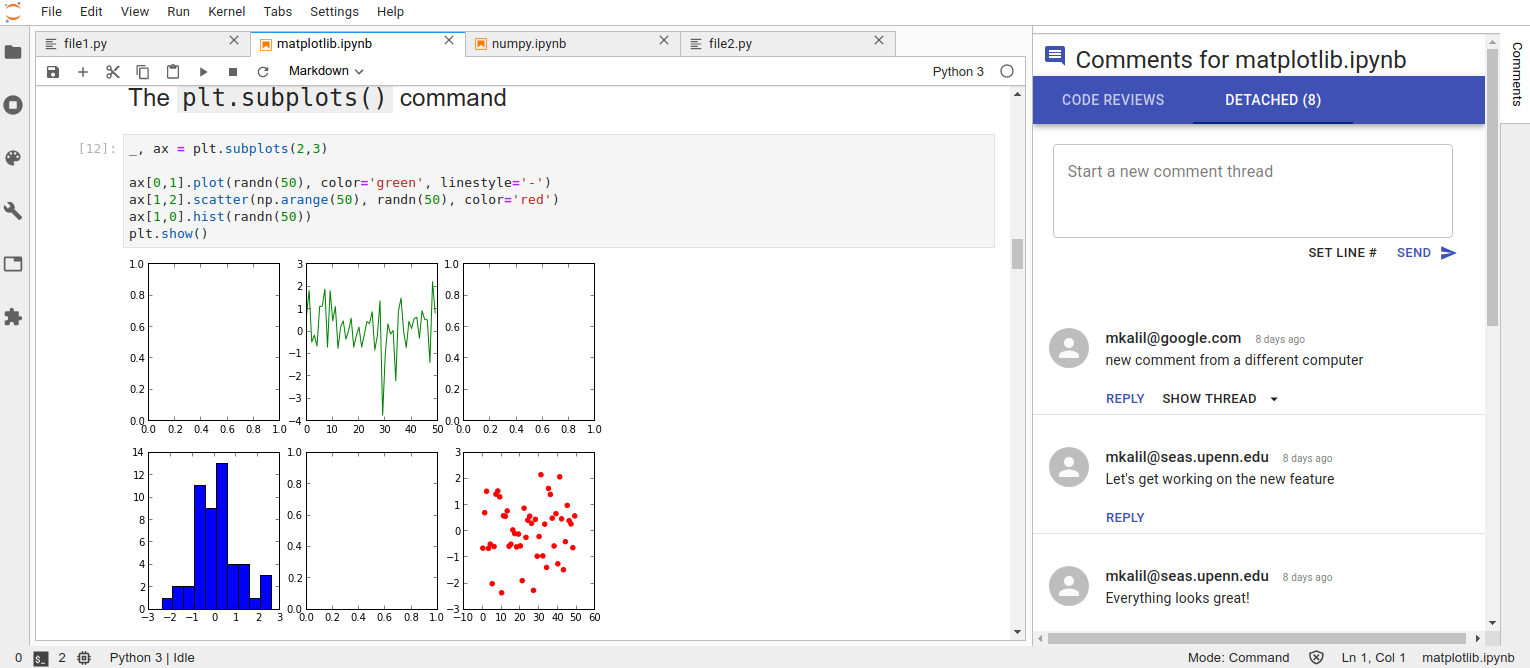 File Edit View Run Kernel Tabs Settings Help
file1.py matplotlib.ipynb numpy.ipynb file2.py
Markdown Python 3
The plt.subplots() command
[12]: _, ax = plt.subplots(2,3)
ax[0,1].plot(randn(50), color='green', linestyle='-')
ax[1,2].scatter(np.arange(50), randn(50), color='red')
ax[1,0].hist(randn(50))
plt.show()
1.0
0.8
0.6
0.4
0.2
0.0
0.0 0.2 0.4 0.6 0.8 1.0
3
2
1
0
−1
−2
−3
−4
0 10 20 30 40 50
1.0
0.8
0.6
0.4
0.2
0.0
0.0 0.2 0.4 0.6 0.8 1.0
14
12
10
8
6
4
2
0
−3 −2 −1 0 1 2 3
1.0
0.8
0.6
0.4
0.2
0.0
0.0 0.2 0.4 0.6 0.8 1.0
3
2
1
0
−1
−2
−3
−10 0 10 20 30 40 50 60
Comments for matplotlib.ipynb
CODE REVIEWS DETACHED (8)
Start a new comment thread
SET LINE # SEND
mkalil@google.com 8 days ago
new comment from a different computer
REPLY SHOW THREAD
mkalil@seas.upenn.edu 8 days ago
Let's get working on the new feature
REPLY
mkalil@seas.upenn.edu 8 days ago
Everything looks great!
Comments
0 $_ 2 Python 3 | Idle Mode: Command Ln 1, Col 1 matplotlib.ipynb